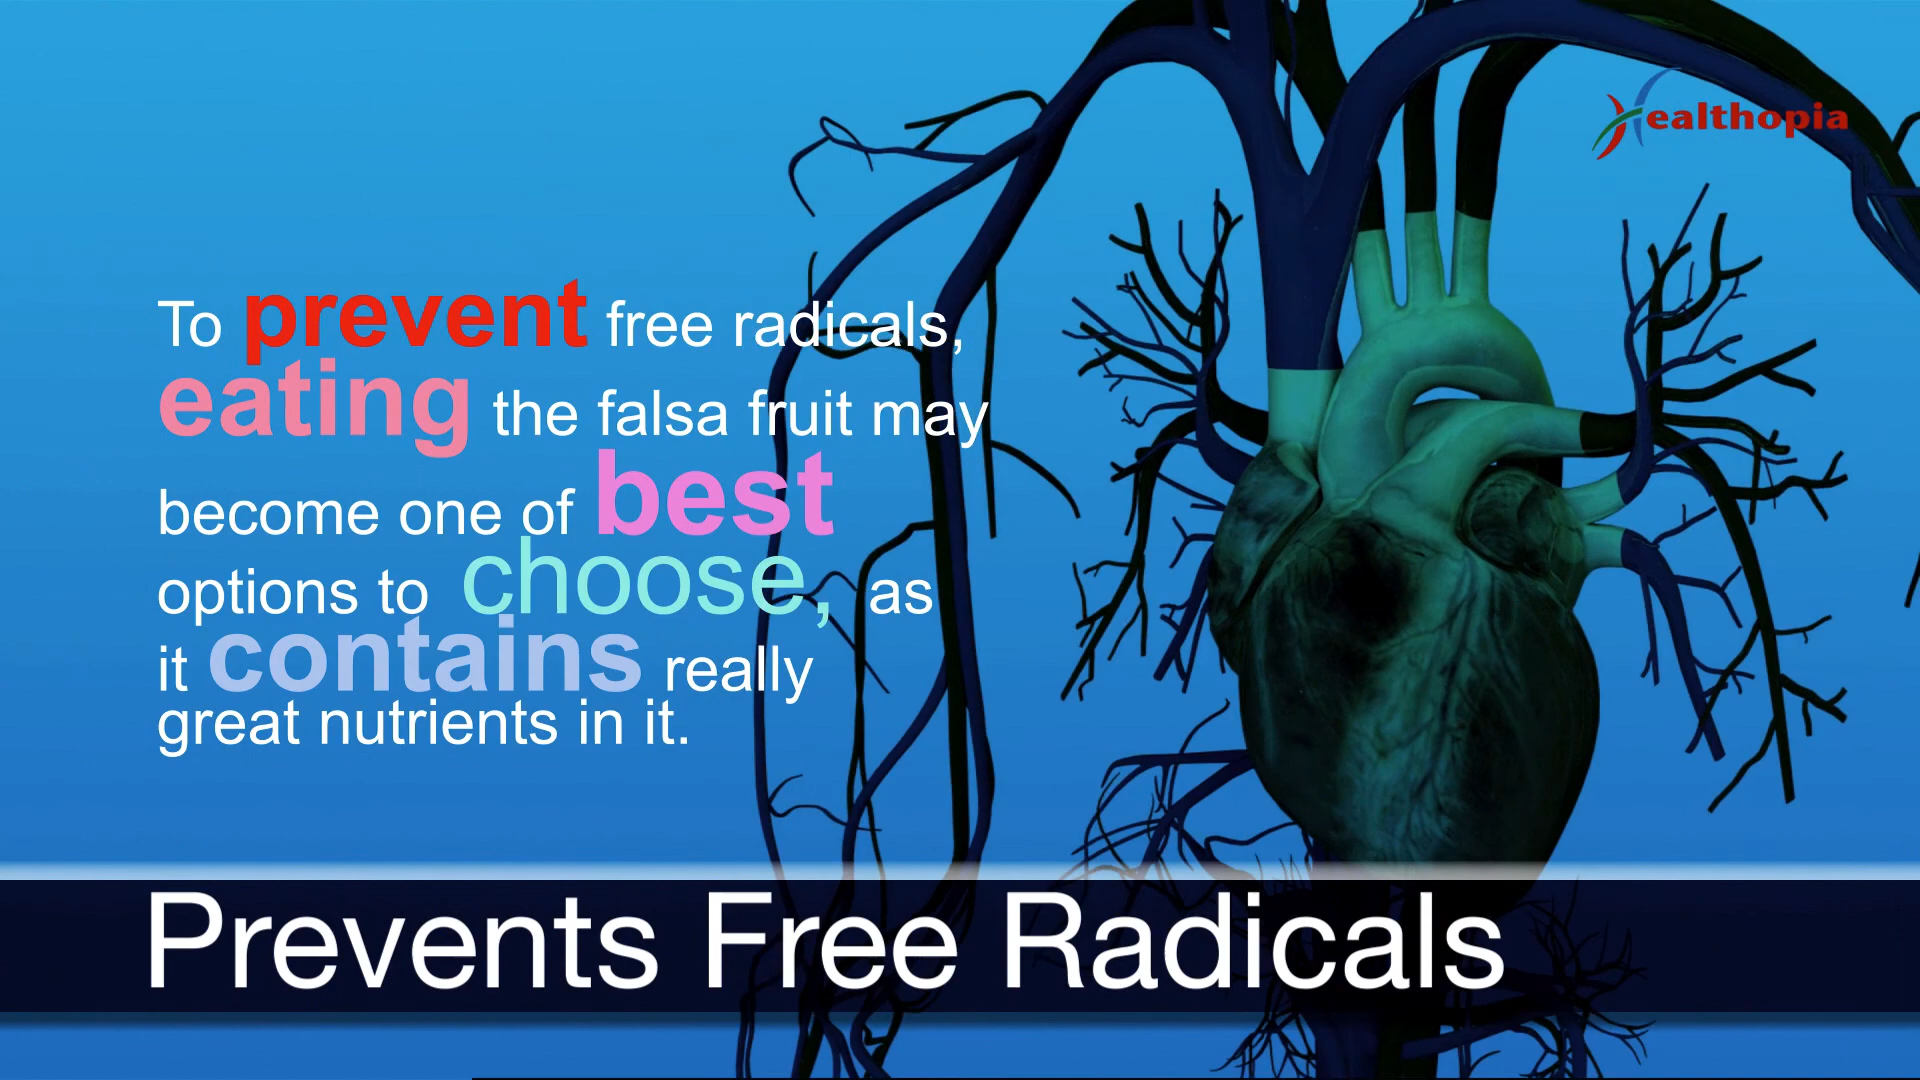 Healthopia
To prevent free radicals,
eating the falsa fruit may
become one of best
options to choose, as
it contains really
great nutrients in it.
Prevents Free Radicals